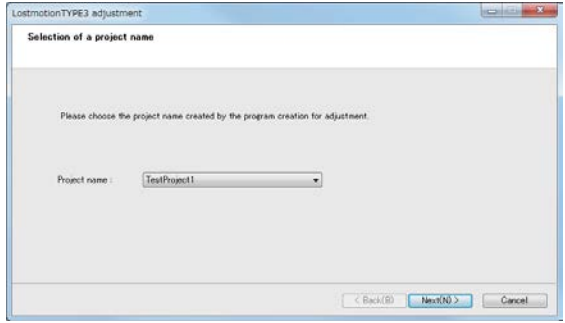 LostmotionTYPE3 adjustment
Selection of a project name
Please choose the project name created by the program creation for adjustment.
Project name : TestProject1
< Back(B) Next(N) > Cancel